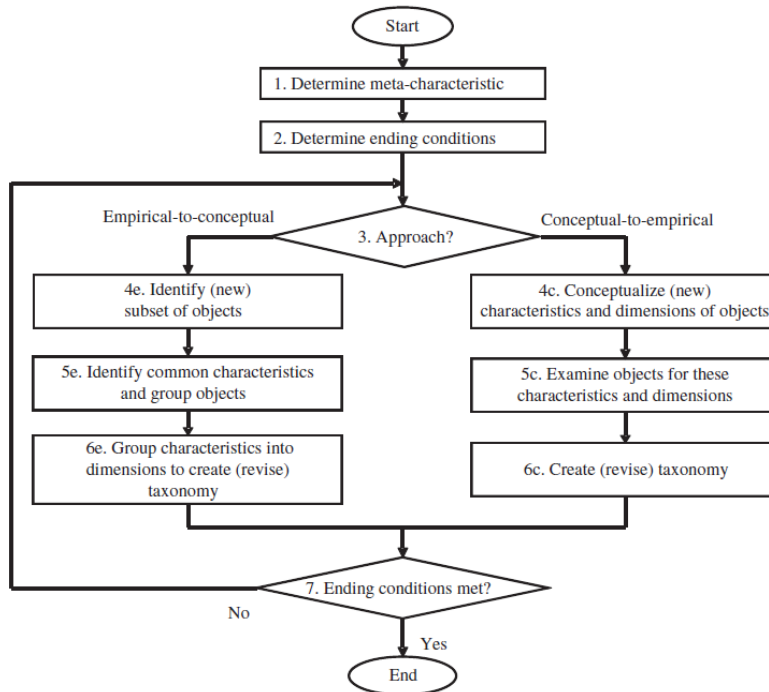 Start
1. Determine meta-characteristic
2. Determine ending conditions
Empirical-to-conceptual
Conceptual-to-empirical
3. Approach?
4e. Identify (new)
subset of objects
5e. Identify common characteristics
and group objects
6e. Group characteristics into
dimensions to create (revise)
taxonomy
4c. Conceptualize (new)
characteristics and dimensions of objects
5c. Examine objects for these
characteristics and dimensions
6c. Create (revise) taxonomy
7. Ending conditions met?
No
Yes
End